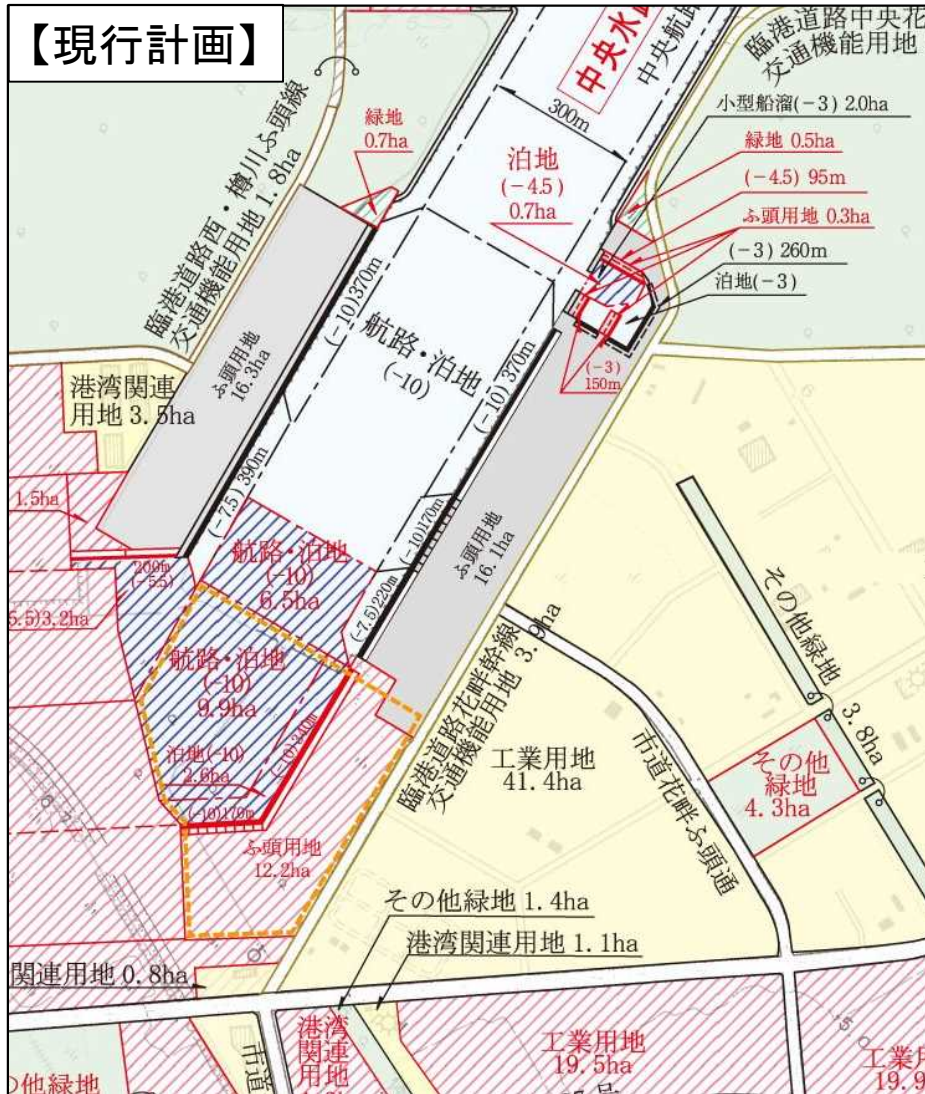 【現行計画】
中央水路
中央航路
臨港道路中央花
交通機能用地
小型船溜(-3) 2.0ha
緑地 0.5ha
(-4.5) 95m
ふ頭用地 0.3ha
(-3) 260m
泊地(-3)
(-3)
150m
300m
泊地
(-4.5)
0.7ha
緑地
0.7ha
臨港道路西・樽川ふ頭線
交通機能用地 1.8ha
(-10) 370m
ふ頭用地
16.3ha
航路・泊地
(-10)
(-10) 370m
港湾関連
用地 3.5ha
(-7.5) 390m
(-10)170m
ふ頭用地
16.1ha
1.5ha
200m
(-5.5)
航路・泊地
(-10)
6.5ha
(-7.5)220m
5.5)3.2ha
航路・泊地
(-10)
9.9ha
泊地(-10)
2.6ha
(-10)340m
(-10)170m
ふ頭用地
12.2ha
臨港道路花畔幹線
交通機能用地 3.9ha
工業用地
41.4ha
市道花畔ふ頭通
その他緑地 3.8ha
その他
緑地
4.3ha
その他緑地 1.4ha
港湾関連用地 1.1ha
関連用地 0.8ha
港湾
関連
用地
工業用地
19.5ha
工業用
19.9
の他緑地
市道